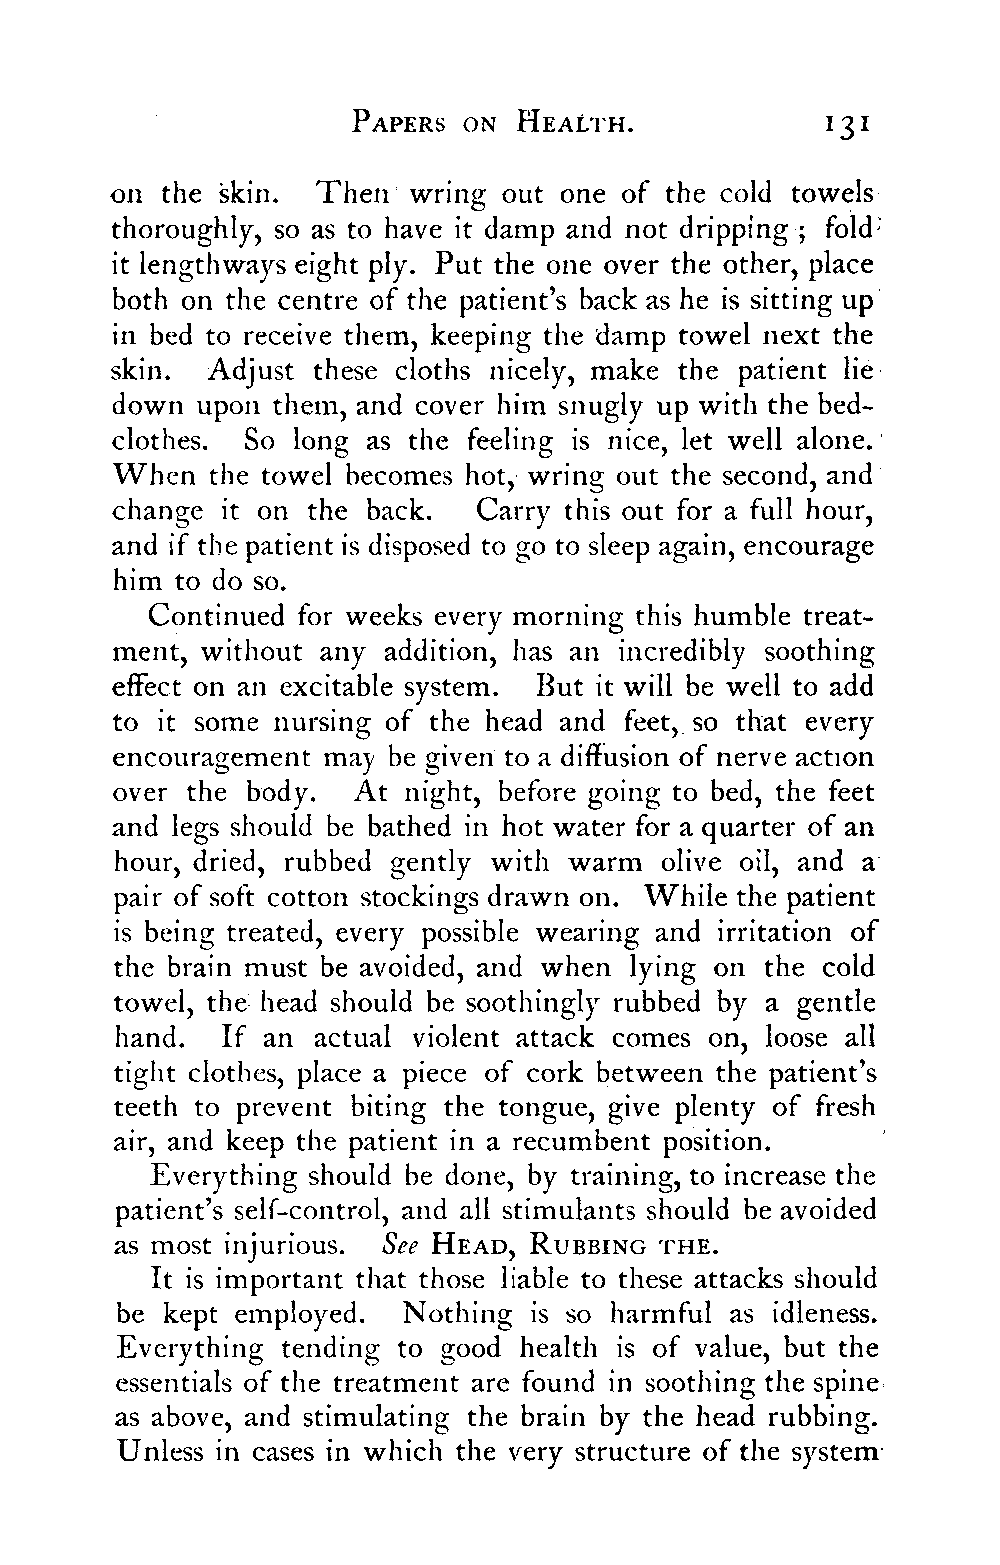 Papers on Health. 131
on the skin. Then wring out one of the cold towels
thoroughly, so as to have it damp and not dripping; fold
it lengthways eight ply. Put the one over the other, place
both on the centre of the patient's back as he is sitting up
in bed to receive them, keeping the damp towel next the
skin. Adjust these cloths nicely, make the patient lie
down upon them, and cover him snugly up with the bed-
clothes. So long as the feeling is nice, let well alone.
When the towel becomes hot, wring out the second, and
change it on the back. Carry this out for a full hour,
and if the patient is disposed to go to sleep again, encourage
him to do so.
Continued for weeks every morning this humble treat-
ment, without any addition, has an incredibly soothing
effect on an excitable system. But it will be well to add
to it some nursing of the head and feet, so that every
encouragement may be given to a diffusion of nerve action
over the body. At night, before going to bed, the feet
and legs should be bathed in hot water for a quarter of an
hour, dried, rubbed gently with warm olive oil, and a
pair of soft cotton stockings drawn on. While the patient
is being treated, every possible wearing and irritation of
the brain must be avoided, and when lying on the cold
towel, the head should be soothingly rubbed by a gentle
hand. If an actual violent attack comes on, loose all
tight clothes, place a piece of cork between the patient's
teeth to prevent biting the tongue, give plenty of fresh
air, and keep the patient in a recumbent position.
Everything should be done, by training, to increase the
patient's self-control, and all stimulants should be avoided
as most injurious. See Head, Rubbing the.
It is important that those liable to these attacks should
be kept employed. Nothing is so harmful as idleness.
Everything tending to good health is of value, but the
essentials of the treatment are found in soothing the spine
as above, and stimulating the brain by the head rubbing.
Unless in cases in which the very structure of the system